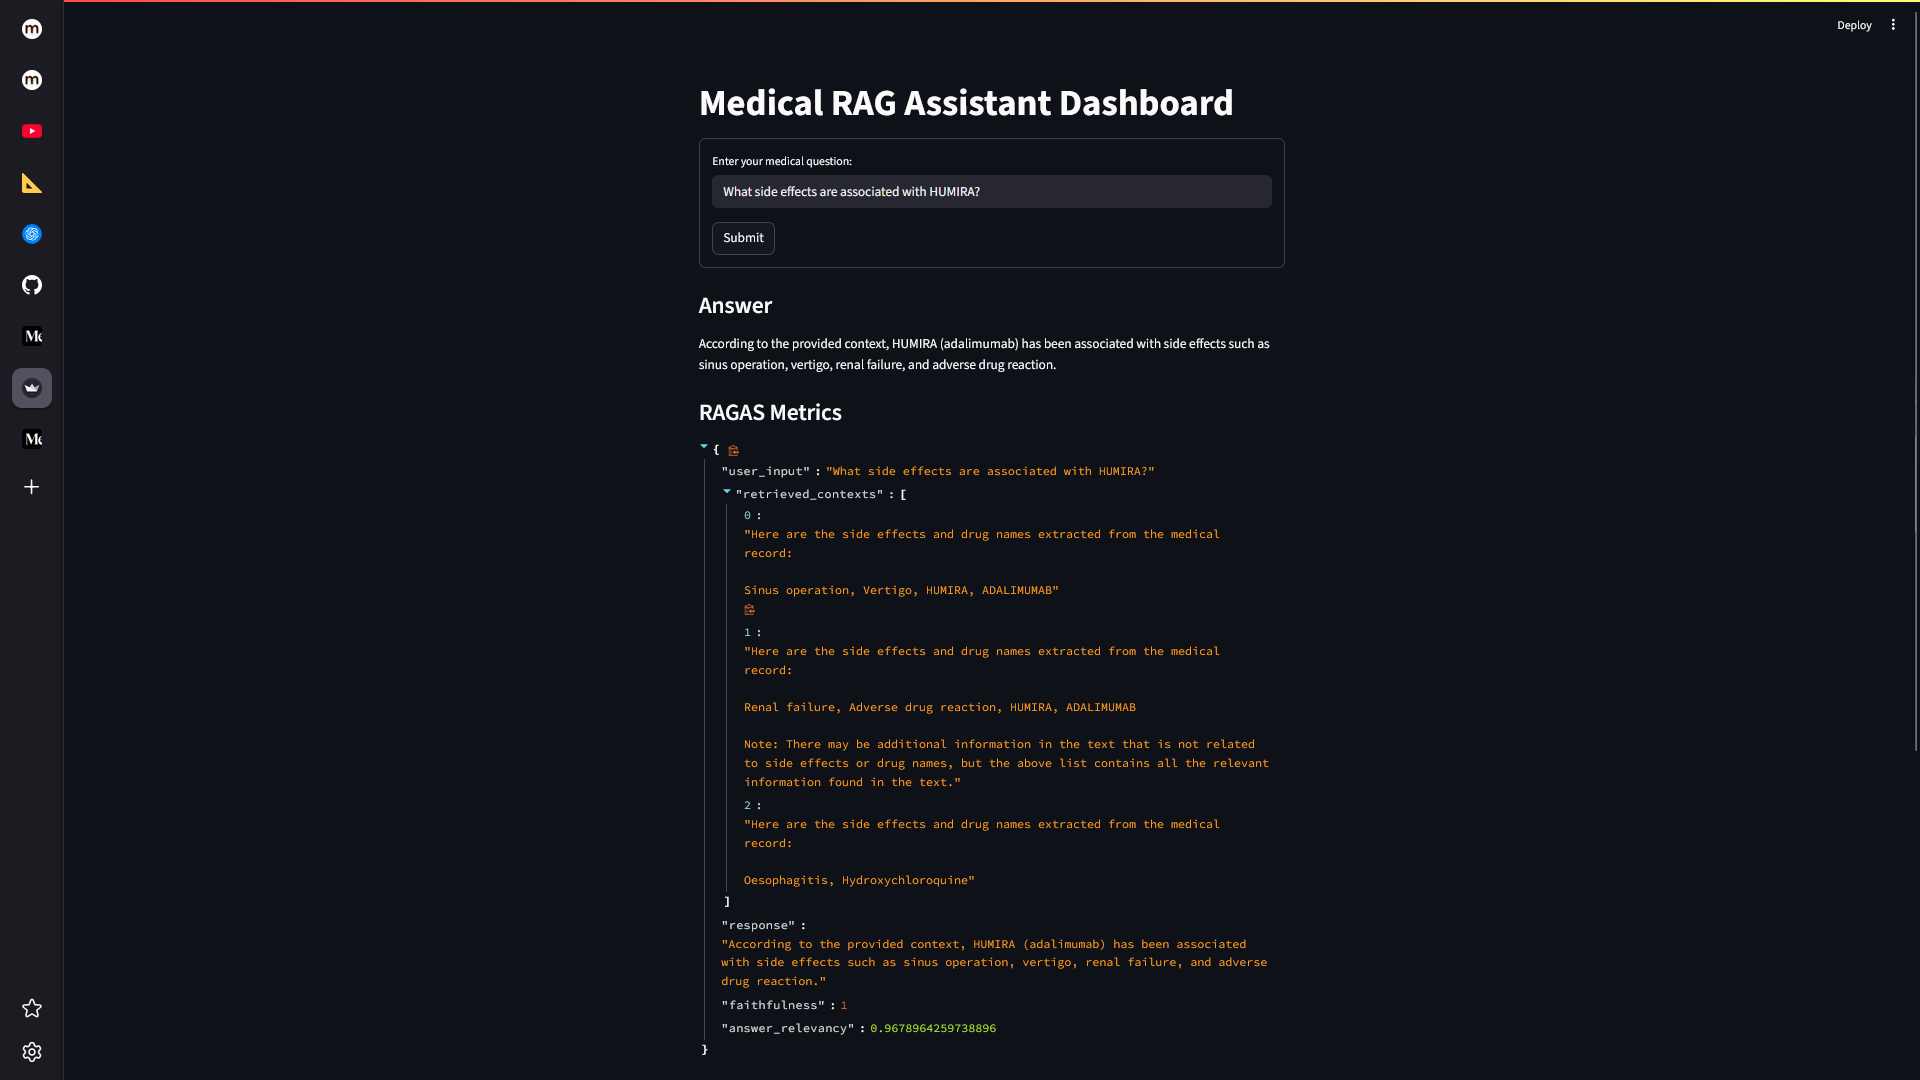 m
m
Deploy
Medical RAG Assistant Dashboard
Enter your medical question:
What side effects are associated with HUMIRA?
Submit
Answer
According to the provided context, HUMIRA (adalimumab) has been associated with side effects such as
sinus operation, vertigo, renal failure, and adverse drug reaction.
RAGAS Metrics
{
"user_input" : "What side effects are associated with HUMIRA?"
"retrieved_contexts" : [
0 :
"Here are the side effects and drug names extracted from the medical
record:
Sinus operation, Vertigo, HUMIRA, ADALIMUMAB"
1 :
"Here are the side effects and drug names extracted from the medical
record:
Renal failure, Adverse drug reaction, HUMIRA, ADALIMUMAB
Note: There may be additional information in the text that is not related
to side effects or drug names, but the above list contains all the relevant
information found in the text."
2 :
"Here are the side effects and drug names extracted from the medical
record:
Oesophagitis, Hydroxychloroquine"
]
"response" :
"According to the provided context, HUMIRA (adalimumab) has been associated
with side effects such as sinus operation, vertigo, renal failure, and adverse
drug reaction."
"faithfulness" : 1
"answer_relevancy" : 0.9678964259738896
}